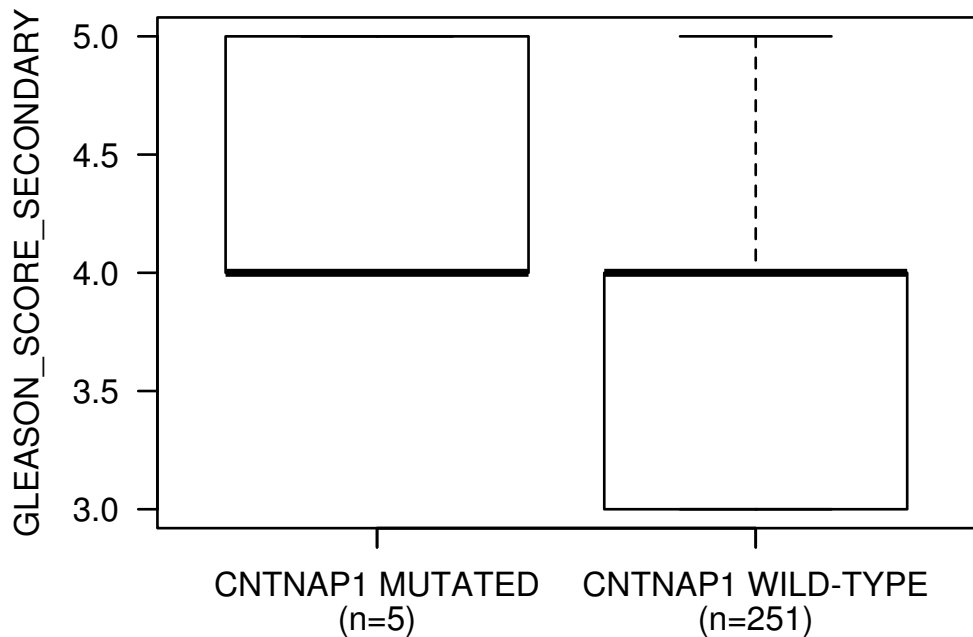 GLEASON_SCORE_SECONDARY
5.0
4.5
4.0
3.5
3.0
CNTNAP1 MUTATED
(n=5)
CNTNAP1 WILD-TYPE
(n=251)